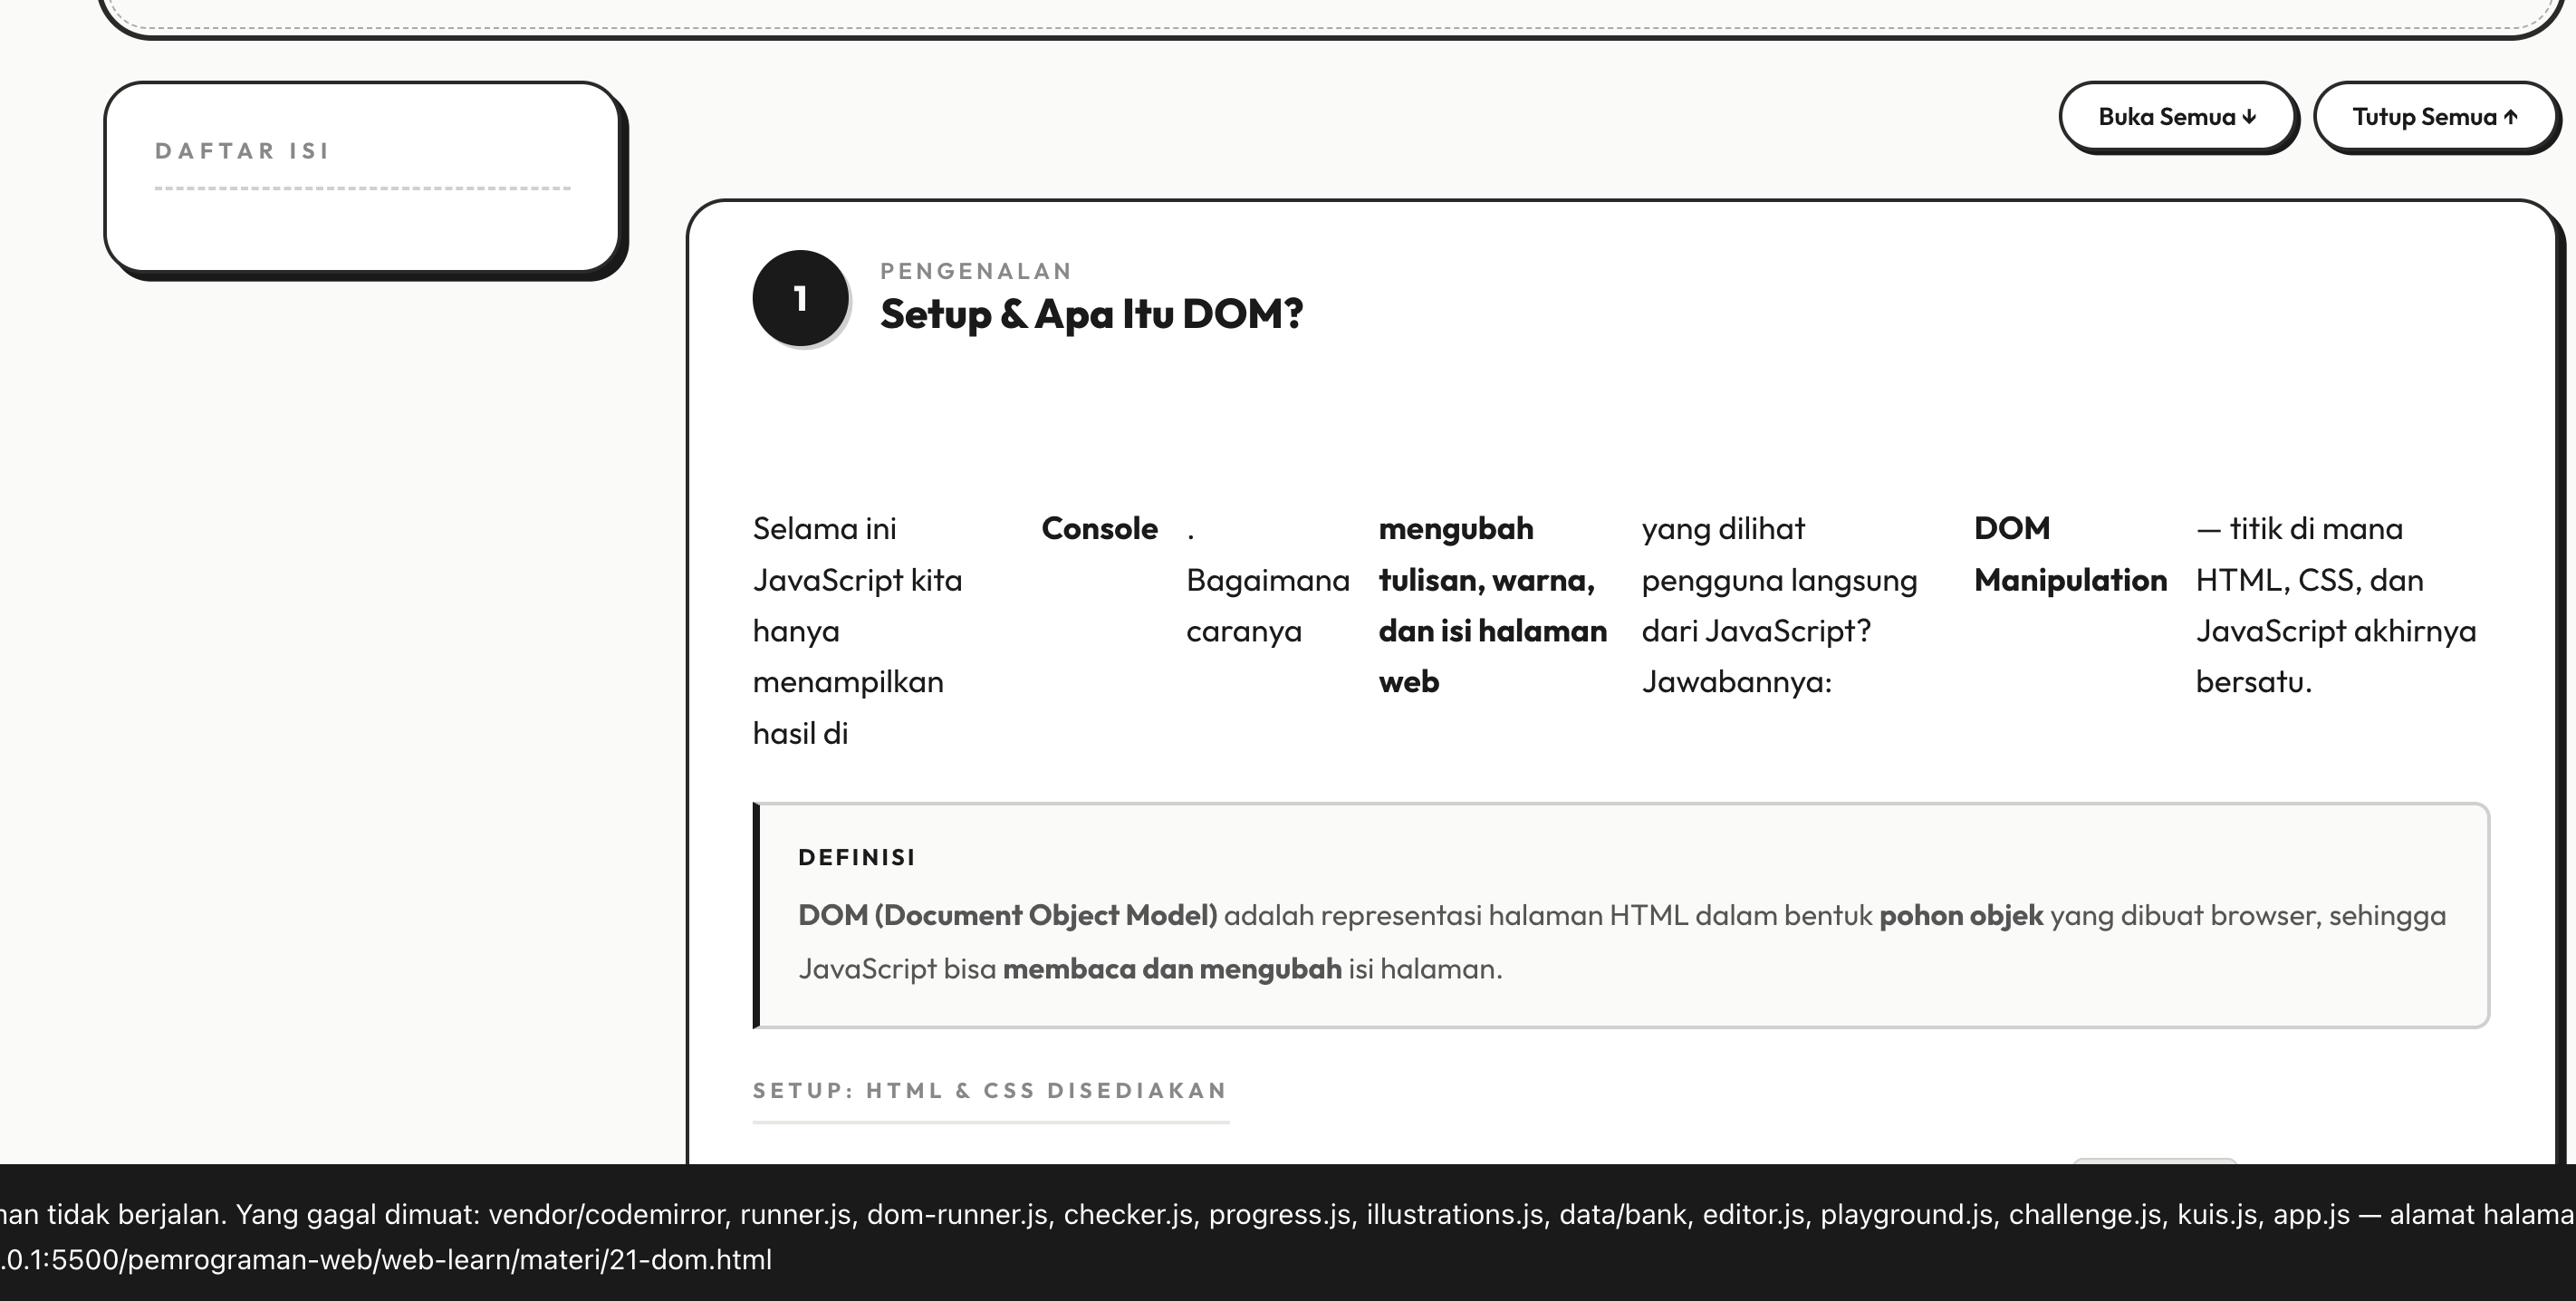 DAFTAR ISI
Buka Semua ↓
Tutup Semua ↑
1
PENGENALAN
Setup & Apa Itu DOM?
Selama ini
JavaScript kita
hanya
menampilkan
hasil di
Console
.
Bagaimana
caranya
mengubah
tulisan, warna,
dan isi halaman
web
yang dilihat
pengguna langsung
dari JavaScript?
Jawabannya:
DOM
Manipulation
— titik di mana
HTML, CSS, dan
JavaScript akhirnya
bersatu.
DEFINISI
DOM (Document Object Model) adalah representasi halaman HTML dalam bentuk pohon objek yang dibuat browser, sehingga
JavaScript bisa membaca dan mengubah isi halaman.
SETUP: HTML & CSS DISEDIAKAN
tidak berjalan. Yang gagal dimuat: vendor/codemirror, runner.js, dom-runner.js, checker.js, progress.js, illustrations.js, data/bank, editor.js, playground.js, challenge.js, kuis.js, app.js — alamat
.0.1:5500/pemrograman-web/web-learn/materi/21-dom.html